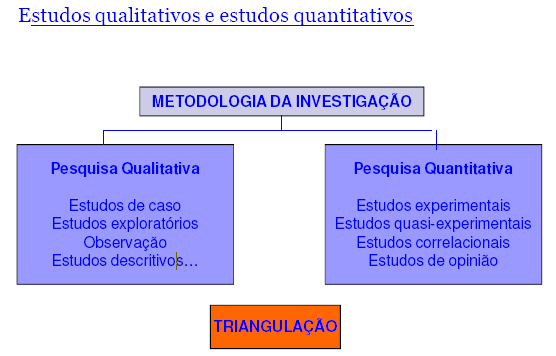 Estudos qualitativos e estudos quantitativos
METODOLOGIA DA INVESTIGAÇÃO
Pesquisa Qualitativa
Estudos de caso
Estudos exploratórios
Observação
Estudos descritivos...
Pesquisa Quantitativa
Estudos experimentais
Estudos quasi-experimentais
Estudos correlacionais
Estudos de opinião
TRIANGULAÇÃO